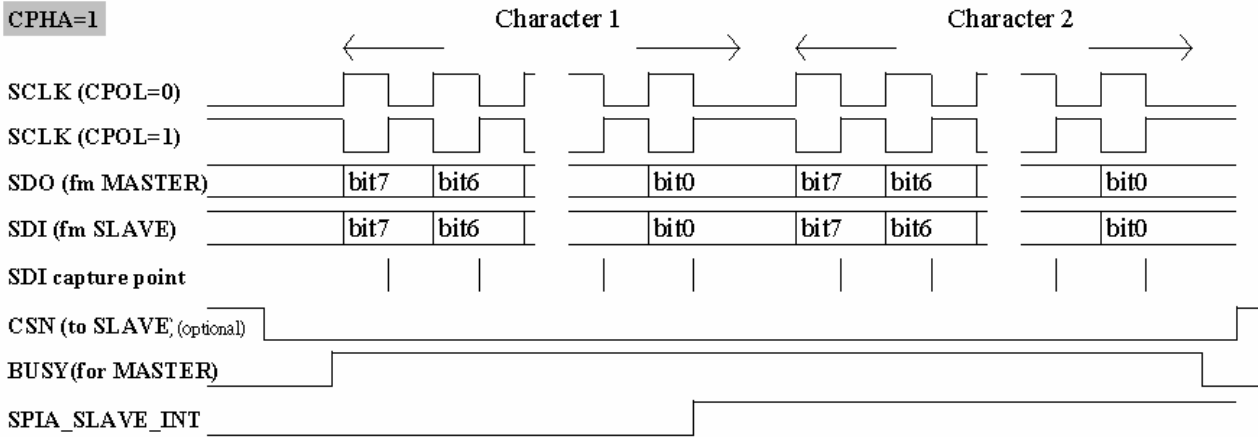 CPHA=1
Character 1 Character 2
SCLK (CPOL=0)
SCLK (CPOL=1)
SDO (fm MASTER) bit7 bit6 bit0 bit7 bit6 bit0
SDI (fm SLAVE) bit7 bit6 bit0 bit7 bit6 bit0
SDI capture point
CSN (to SLAVE) (optional)
BUSY(for MASTER)
SPIA_SLAVE_INT